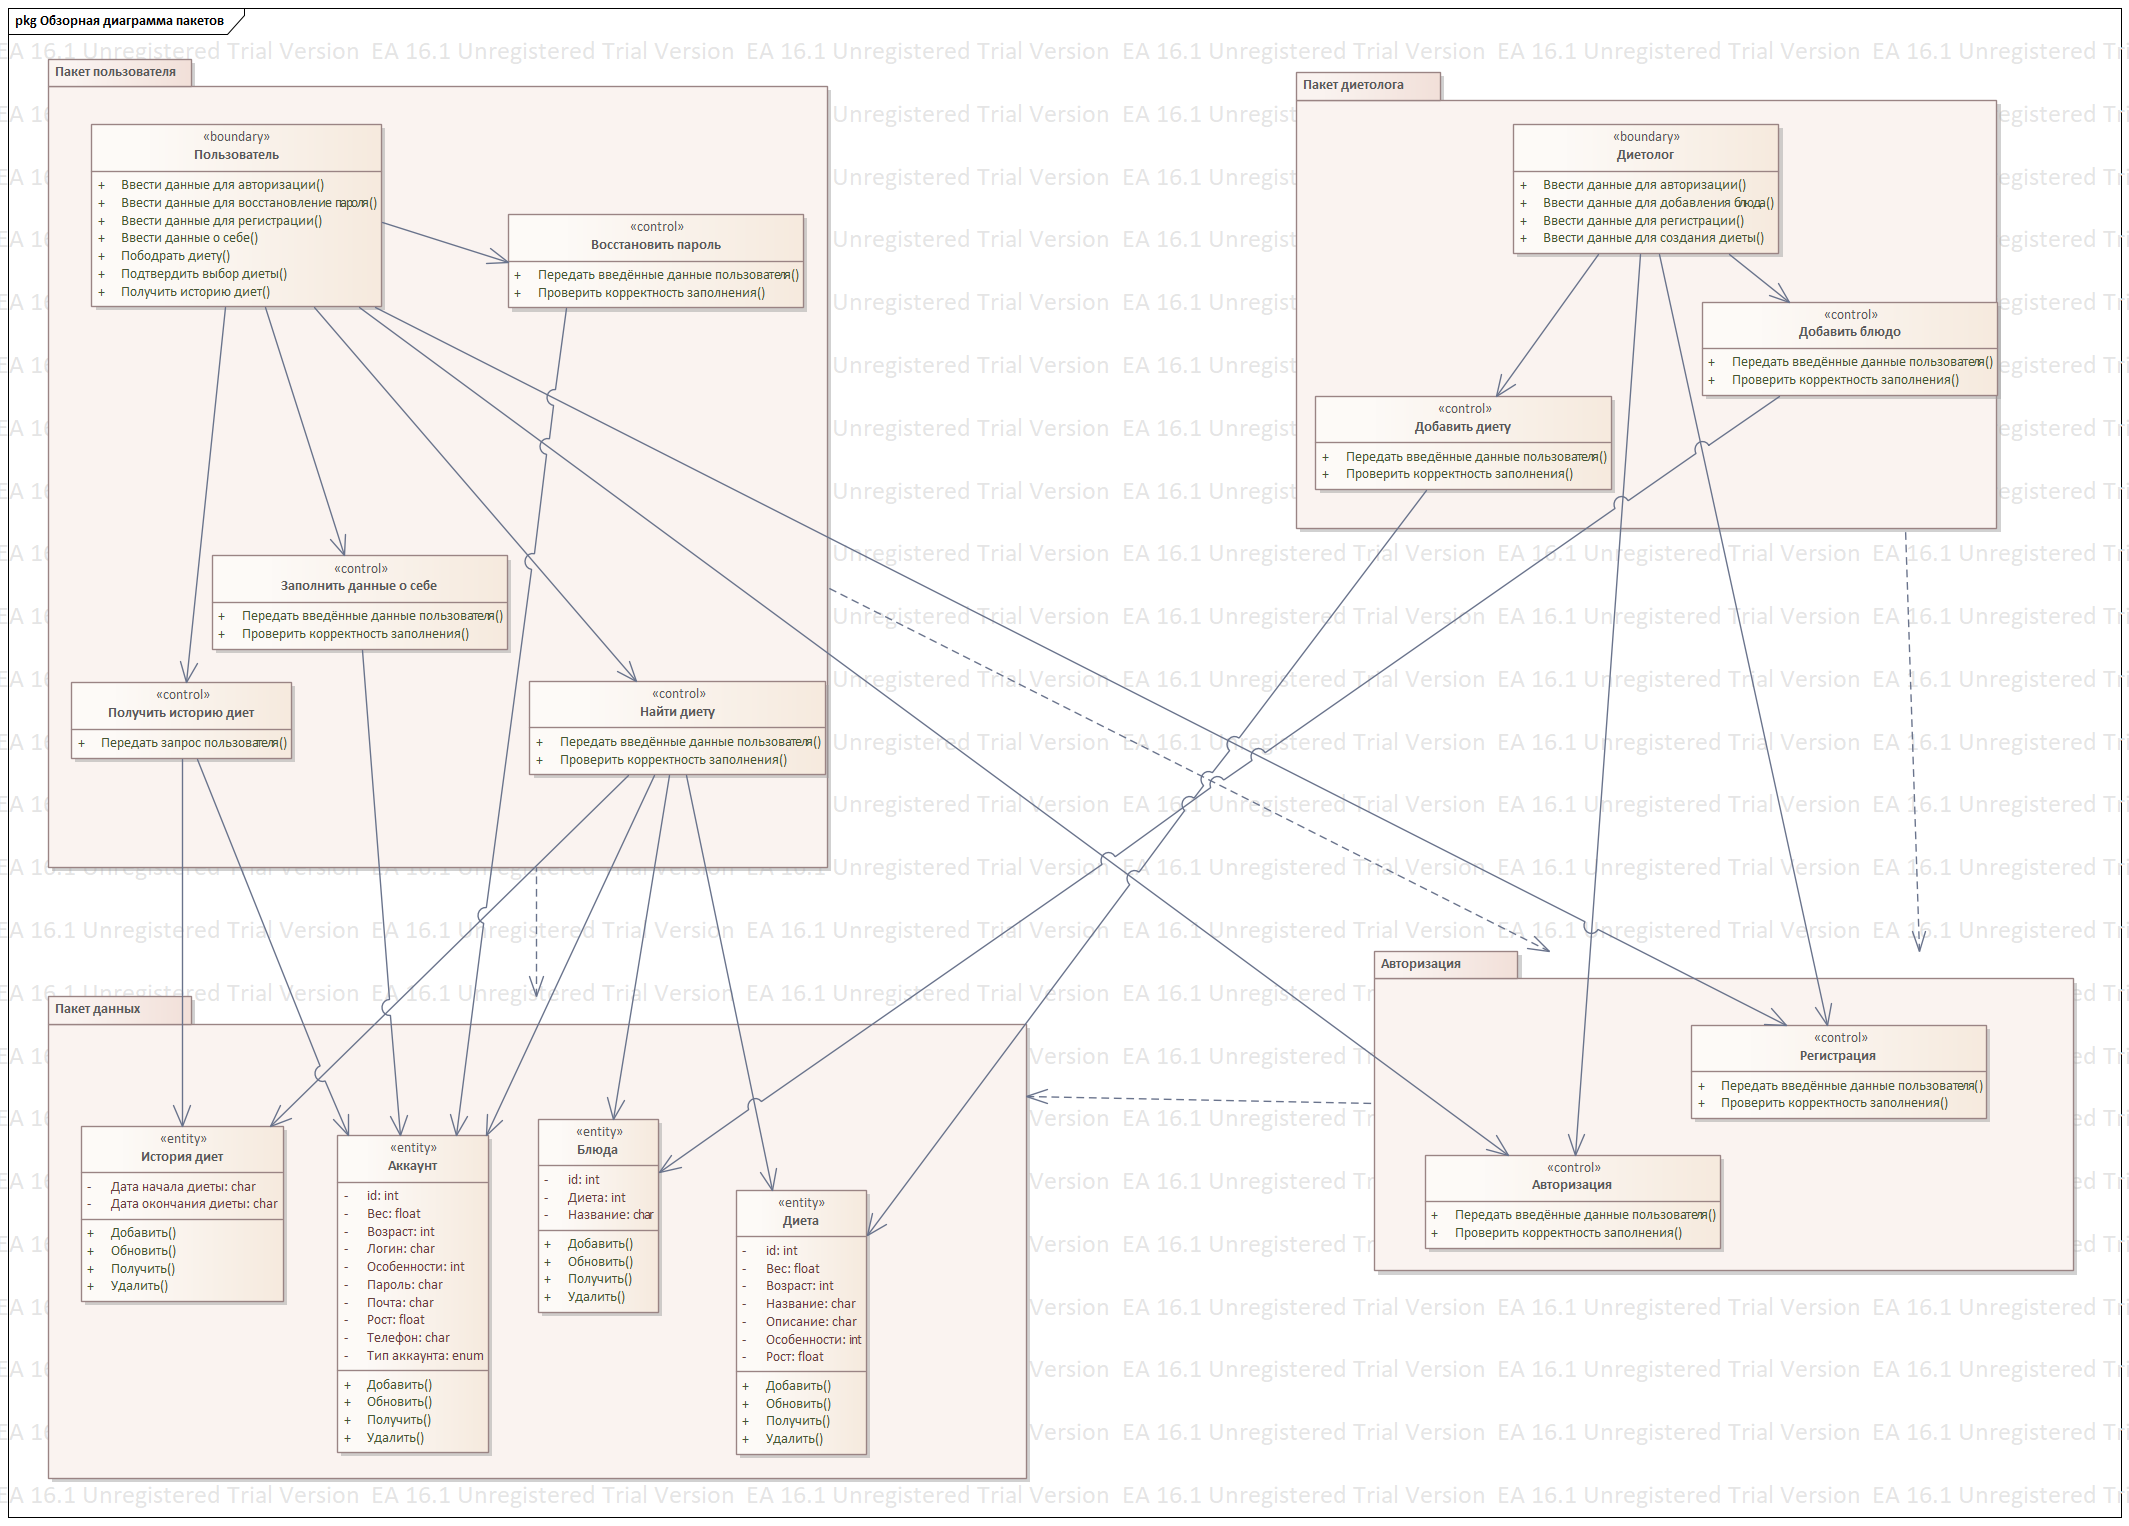 pkg Обзорная диаграмма пакетов
Пакет пользователя
«boundary»
Пользователь
+ Ввести данные для авторизации()
+ Ввести данные для восстановление пароля()
+ Ввести данные для регистрации()
+ Ввести данные о себе()
+ Пободрать диету()
+ Подтвердить выбор диеты()
+ Получить историю диет()
«control»
Восстановить пароль
+ Передать введённые данные пользователя()
+ Проверить корректность заполнения()
«control»
Заполнить данные о себе
+ Передать введённые данные пользователя()
+ Проверить корректность заполнения()
«control»
Получить историю диет
+ Передать запрос пользователя()
«control»
Найти диету
+ Передать введённые данные пользователя()
+ Проверить корректность заполнения()
Пакет диетолога
«boundary»
Диетолог
+ Ввести данные для авторизации()
+ Ввести данные для добавления блюда()
+ Ввести данные для регистрации()
+ Ввести данные для создания диеты()
«control»
Добавить блюдо
+ Передать введённые данные пользователя()
+ Проверить корректность заполнения()
«control»
Добавить диету
+ Передать введённые данные пользователя()
+ Проверить корректность заполнения()
Пакет данных
«entity»
История диет
- Дата начала диеты: char
- Дата окончания диеты: char
+ Добавить()
+ Обновить()
+ Получить()
+ Удалить()
«entity»
Аккаунт
- id: int
- Вес: float
- Возраст: int
- Логин: char
- Особенности: int
- Пароль: char
- Почта: char
- Рост: float
- Телефон: char
- Тип аккаунта: enum
+ Добавить()
+ Обновить()
+ Получить()
+ Удалить()
«entity»
Блюда
- id: int
- Диета: int
- Название: char
+ Добавить()
+ Обновить()
+ Получить()
+ Удалить()
«entity»
Диета
- id: int
- Вес: float
- Возраст: int
- Название: char
- Описание: char
- Особенности: int
- Рост: float
+ Добавить()
+ Обновить()
+ Получить()
+ Удалить()
Авторизация
«control»
Регистрация
+ Передать введённые данные пользователя()
+ Проверить корректность заполнения()
«control»
Авторизация
+ Передать введённые данные пользователя()
+ Проверить корректность заполнения()
EA 16.1 Unregistered Trial Version